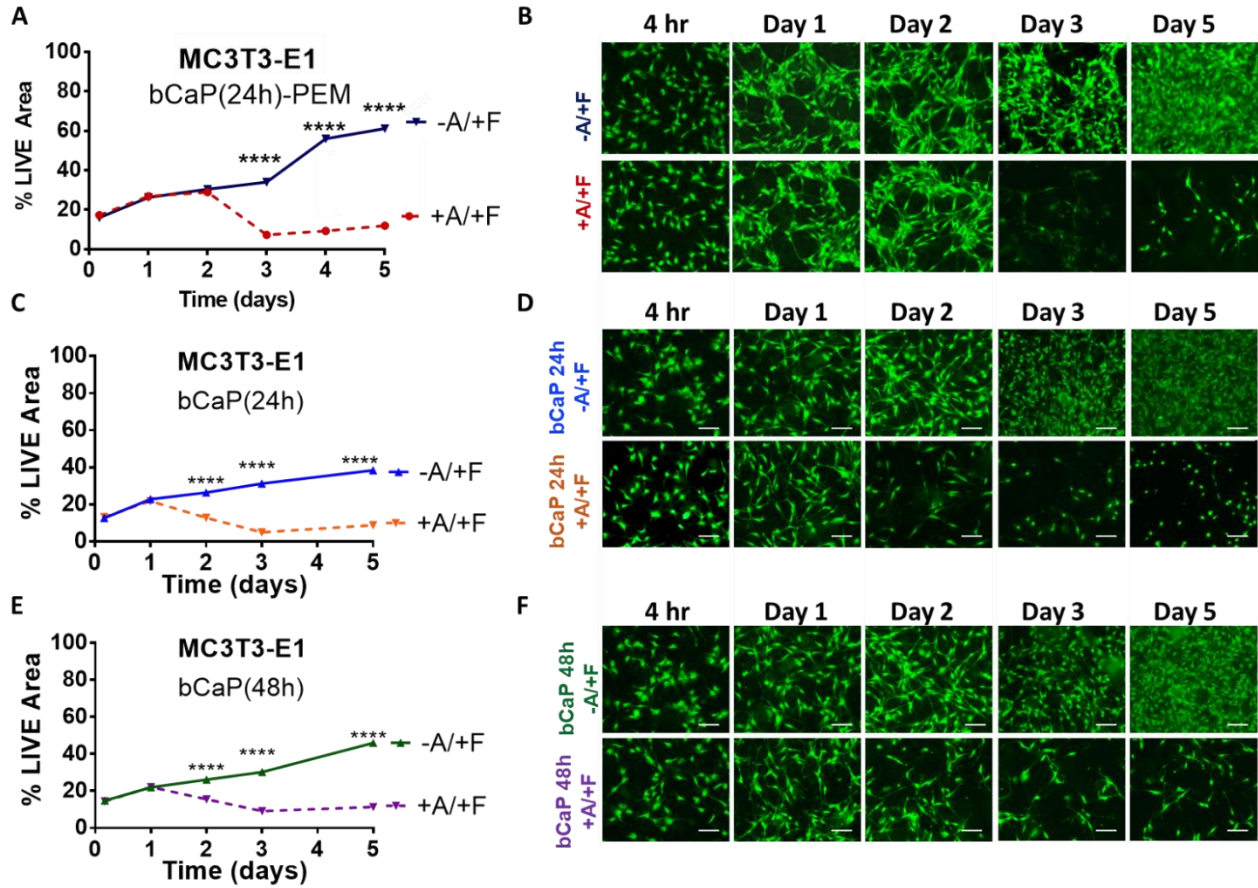 A
100
80
60
40
20
0
% LIVE Area
MC3T3-E1
bCaP(24h)-PEM
****
****
****
-A/+F
+A/+F
0 1 2 3 4 5
Time (days)
B
4 hr Day 1 Day 2 Day 3 Day 5
-A/+F
+A/+F
C
100
80
60
40
20
0
% LIVE Area
MC3T3-E1
bCaP(24h)
****
****
****
-A/+F
+A/+F
0 1 2 3 4 5
Time (days)
D
4 hr Day 1 Day 2 Day 3 Day 5
bCaP 24h
-A/+F
bCaP 24h
+A/+F
E
100
80
60
40
20
0
% LIVE Area
MC3T3-E1
bCaP(48h)
****
****
****
-A/+F
+A/+F
0 1 2 3 4 5
Time (days)
F
4 hr Day 1 Day 2 Day 3 Day 5
bCaP 48h
-A/+F
bCaP 48h
+A/+F